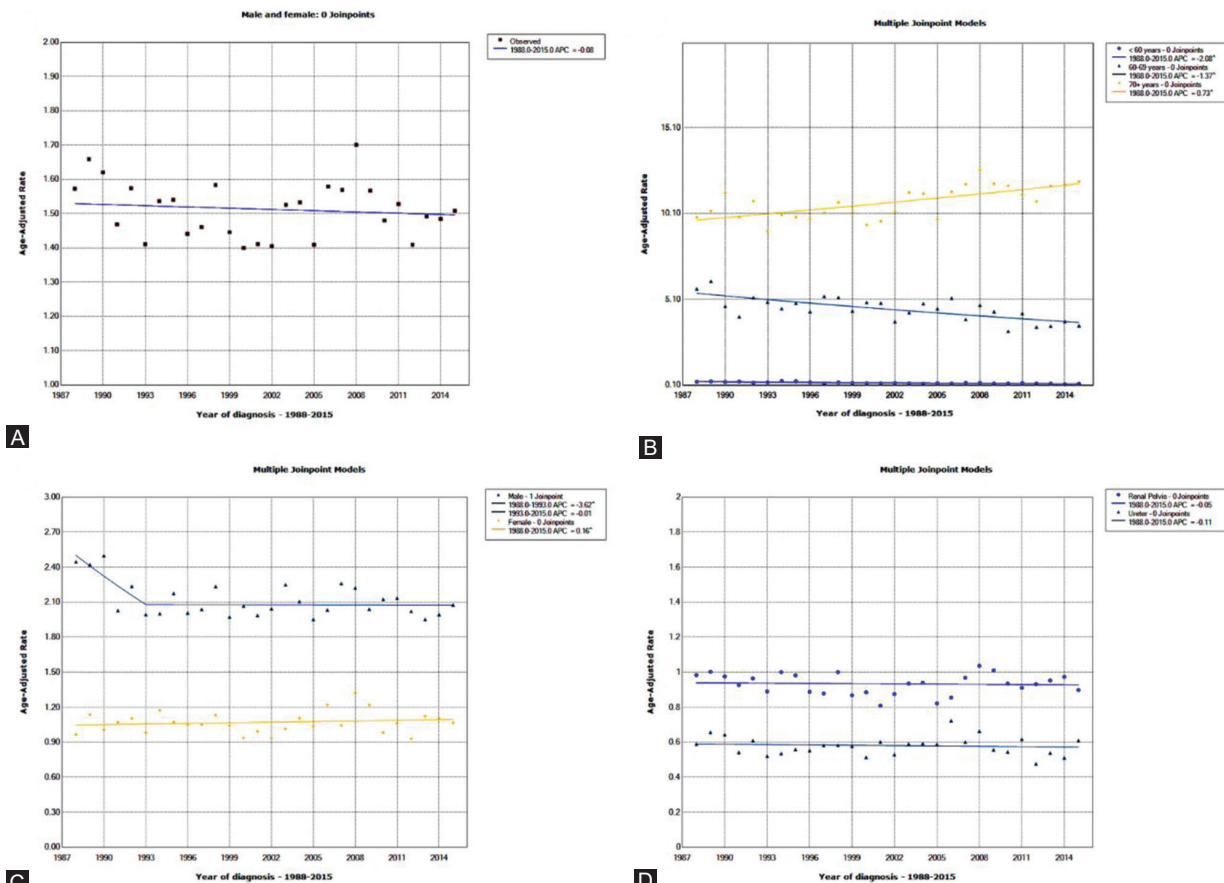 Male and female: 0 Joinpoints
2.00
1.80
1.70
1.60
1.50
1.40
1.30
1.20
1.10
1.00
Age-Adjusted Rate
1987 1990 1993 1996 1999 2002 2005 2008 2011 2014
Year of diagnosis - 1988-2015
Observed
1988.0-2015.0 APC = -0.08
A
Multiple Joinpoint Models
15.10
10.10
5.10
0.10
Age-Adjusted Rate
1987 1990 1993 1996 1999 2002 2005 2008 2011 2014
Year of diagnosis - 1988-2015
< 60 years - 0 Joinpoints
1988.0-2015.0 APC = -2.08^
60-69 years - 0 Joinpoints
1988.0-2015.0 APC = -1.37^
70+ years - 0 Joinpoints
1988.0-2015.0 APC = 0.73^
B
Multiple Joinpoint Models
3.00
2.70
2.40
2.10
1.80
1.50
1.20
0.90
0.60
0.30
0.00
Age-Adjusted Rate
1987 1990 1993 1996 1999 2002 2005 2008 2011 2014
Year of diagnosis - 1988-2015
Male - 1 Joinpoint
1988.0-1993.0 APC = -3.62^
1993.0-2015.0 APC = -0.01
Female - 0 Joinpoints
1988.0-2015.0 APC = 0.16^
C
Multiple Joinpoint Models
2
1.8
1.6
1.4
1.2
1
0.8
0.6
0.4
0.2
0
Age-Adjusted Rate
1987 1990 1993 1996 1999 2002 2005 2008 2011 2014
Year of diagnosis - 1988-2015
Renal Pelvis - 0 Joinpoints
1988.0-2015.0 APC = -0.05
Ureter - 0 Joinpoints
1988.0-2015.0 APC = -0.11
D